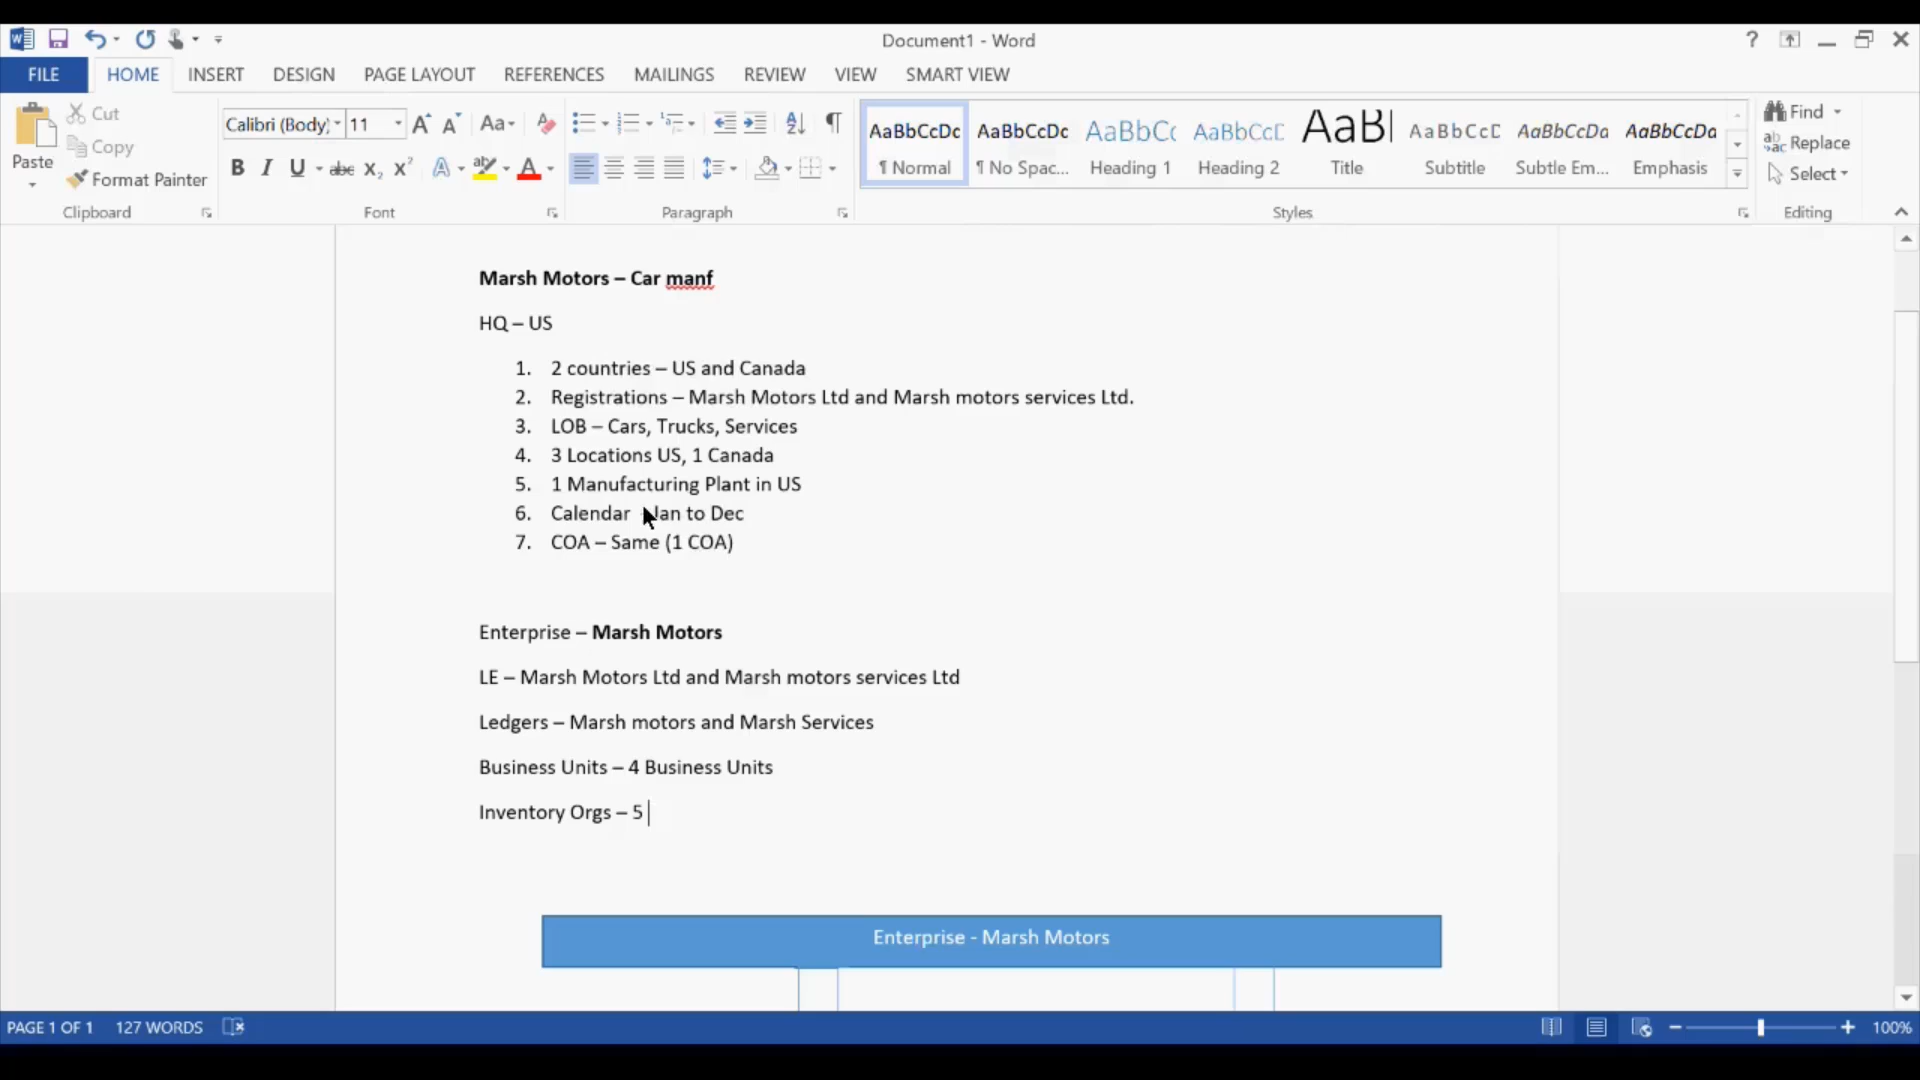 Document1 - Word
FILE HOME INSERT DESIGN PAGE LAYOUT REFERENCES MAILINGS REVIEW VIEW SMART VIEW
Cut
Copy
Format Painter
Paste
Clipboard
Calibri (Body) 11
Font
Paragraph
AaBbCcDc AaBbCcDc AaBbCc AaBbCcD AaB AaBbCcD AaBbCcDa AaBbCcDa
¶ Normal ¶ No Spac... Heading 1 Heading 2 Title Subtitle Subtle Em... Emphasis
Styles
Find
Replace
Select
Editing
Marsh Motors – Car manf
HQ – US
1. 2 countries – US and Canada
2. Registrations – Marsh Motors Ltd and Marsh motors services Ltd.
3. LOB – Cars, Trucks, Services
4. 3 Locations US, 1 Canada
5. 1 Manufacturing Plant in US
6. Calendar Jan to Dec
7. COA – Same (1 COA)
Enterprise – Marsh Motors
LE – Marsh Motors Ltd and Marsh motors services Ltd
Ledgers – Marsh motors and Marsh Services
Business Units – 4 Business Units
Inventory Orgs – 5
Enterprise - Marsh Motors
PAGE 1 OF 1 127 WORDS 100%